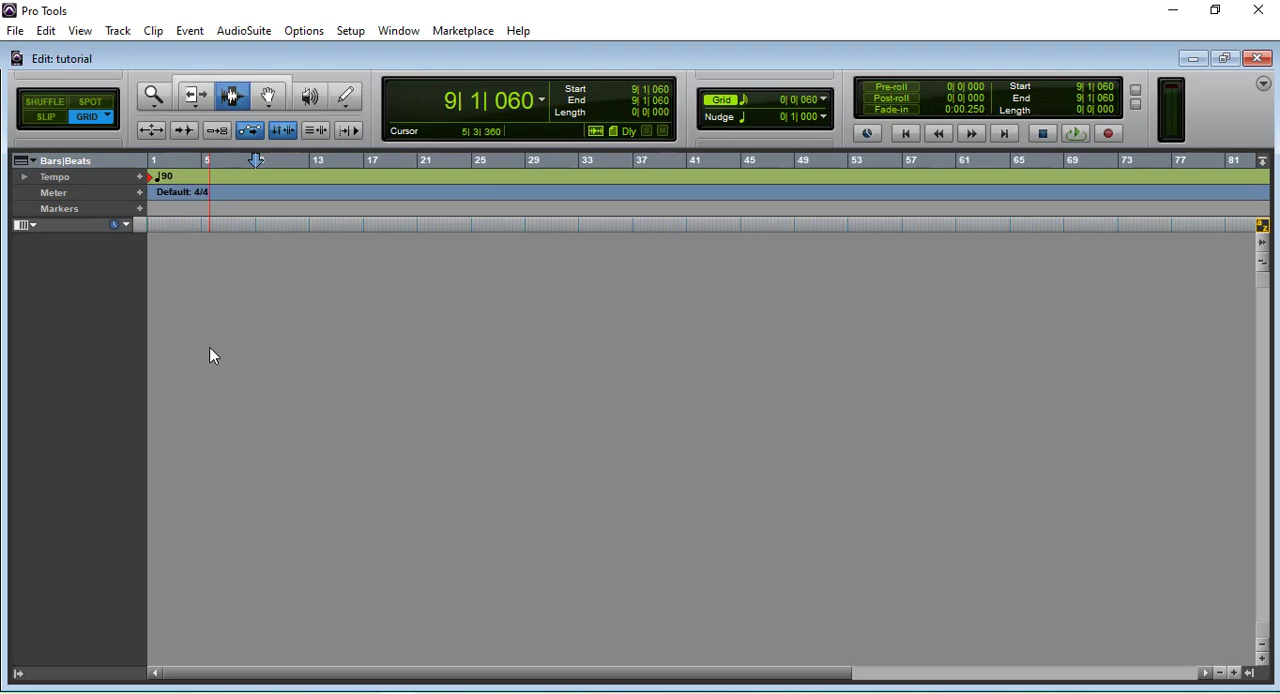 Pro Tools
File Edit View Track Clip Event AudioSuite Options Setup Window Marketplace Help
Edit: tutorial
SHUFFLE SPOT
SLIP GRID
9| 1| 060
Start 9| 1| 060
End 9| 1| 060
Length 0| 0| 000
Cursor 5| 3| 360
Dly
Grid 0| 0| 060
Nudge 0| 1| 000
Pre-roll 0| 0| 000
Post-roll 0| 0| 000
Fade-in 0:00.250
Start 9| 1| 060
End 9| 1| 060
Length 0| 0| 000
Bars|Beats 1 5 13 17 21 25 29 33 37 41 45 49 53 57 61 65 69 73 77 81
Tempo + 90
Meter + Default: 4/4
Markers +